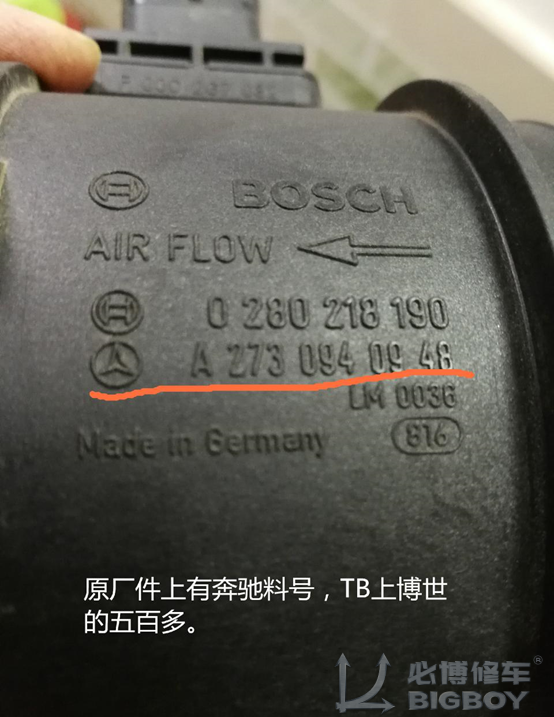 BOSCH
AIR FLOW
0 280 218 190
A 273 094 09 48
LM 0036
Made in Germany
816
原厂件上有奔驰料号，TB上博世
的五百多。
必博修车®
BIGBOY